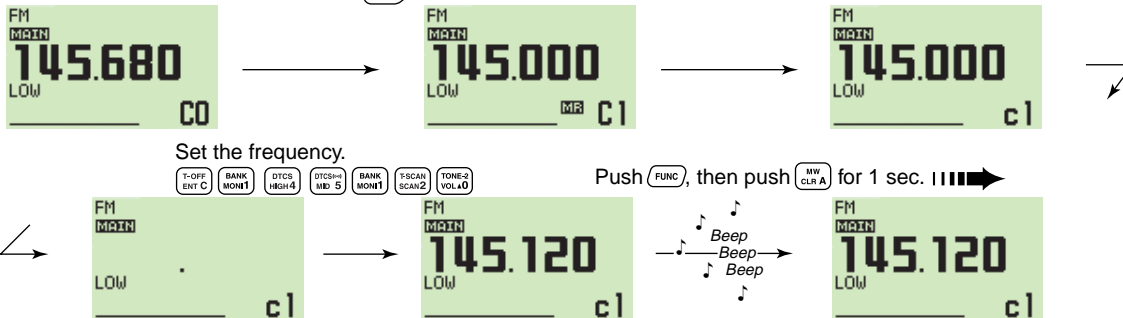 FM FM FM
MAIN MAIN MAIN
145.680 145.000 145.000
LOW LOW LOW
C0 MR C1 c1
Set the frequency.
T-OFF ENT C BANK MONI1 DTCS HIGH4 DTCS MID 5 BANK MONI1 T-SCAN SCAN2 TONE-2 VOL▲0
Push FUNC, then push MW CLR A for 1 sec.
FM FM FM
MAIN MAIN MAIN
. 145.120 145.120
Beep
Beep
Beep
LOW LOW LOW
c1 c1 c1